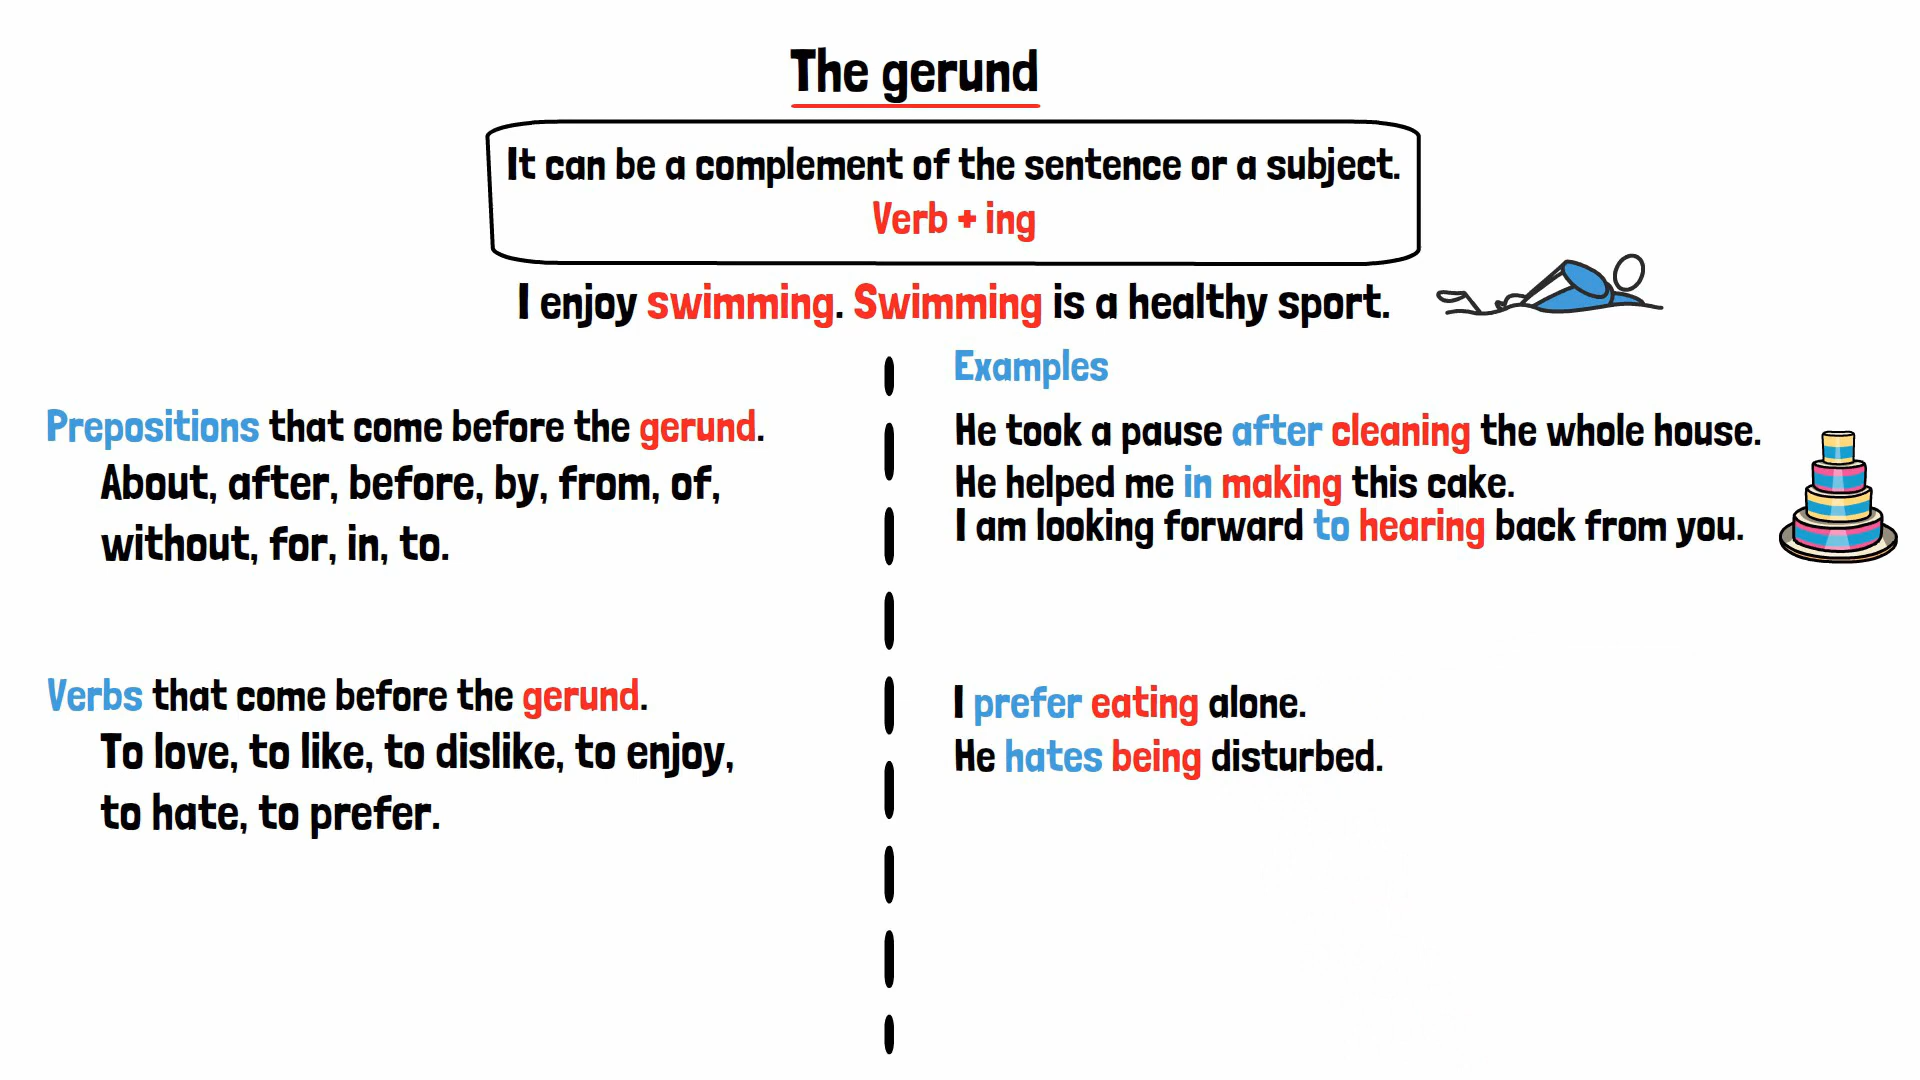 The gerund
It can be a complement of the sentence or a subject.
Verb + ing
I enjoy swimming. Swimming is a healthy sport.
Prepositions that come before the gerund.
About, after, before, by, from, of,
without, for, in, to.
Verbs that come before the gerund.
To love, to like, to dislike, to enjoy,
to hate, to prefer.
Examples
He took a pause after cleaning the whole house.
He helped me in making this cake.
I am looking forward to hearing back from you.
I prefer eating alone.
He hates being disturbed.